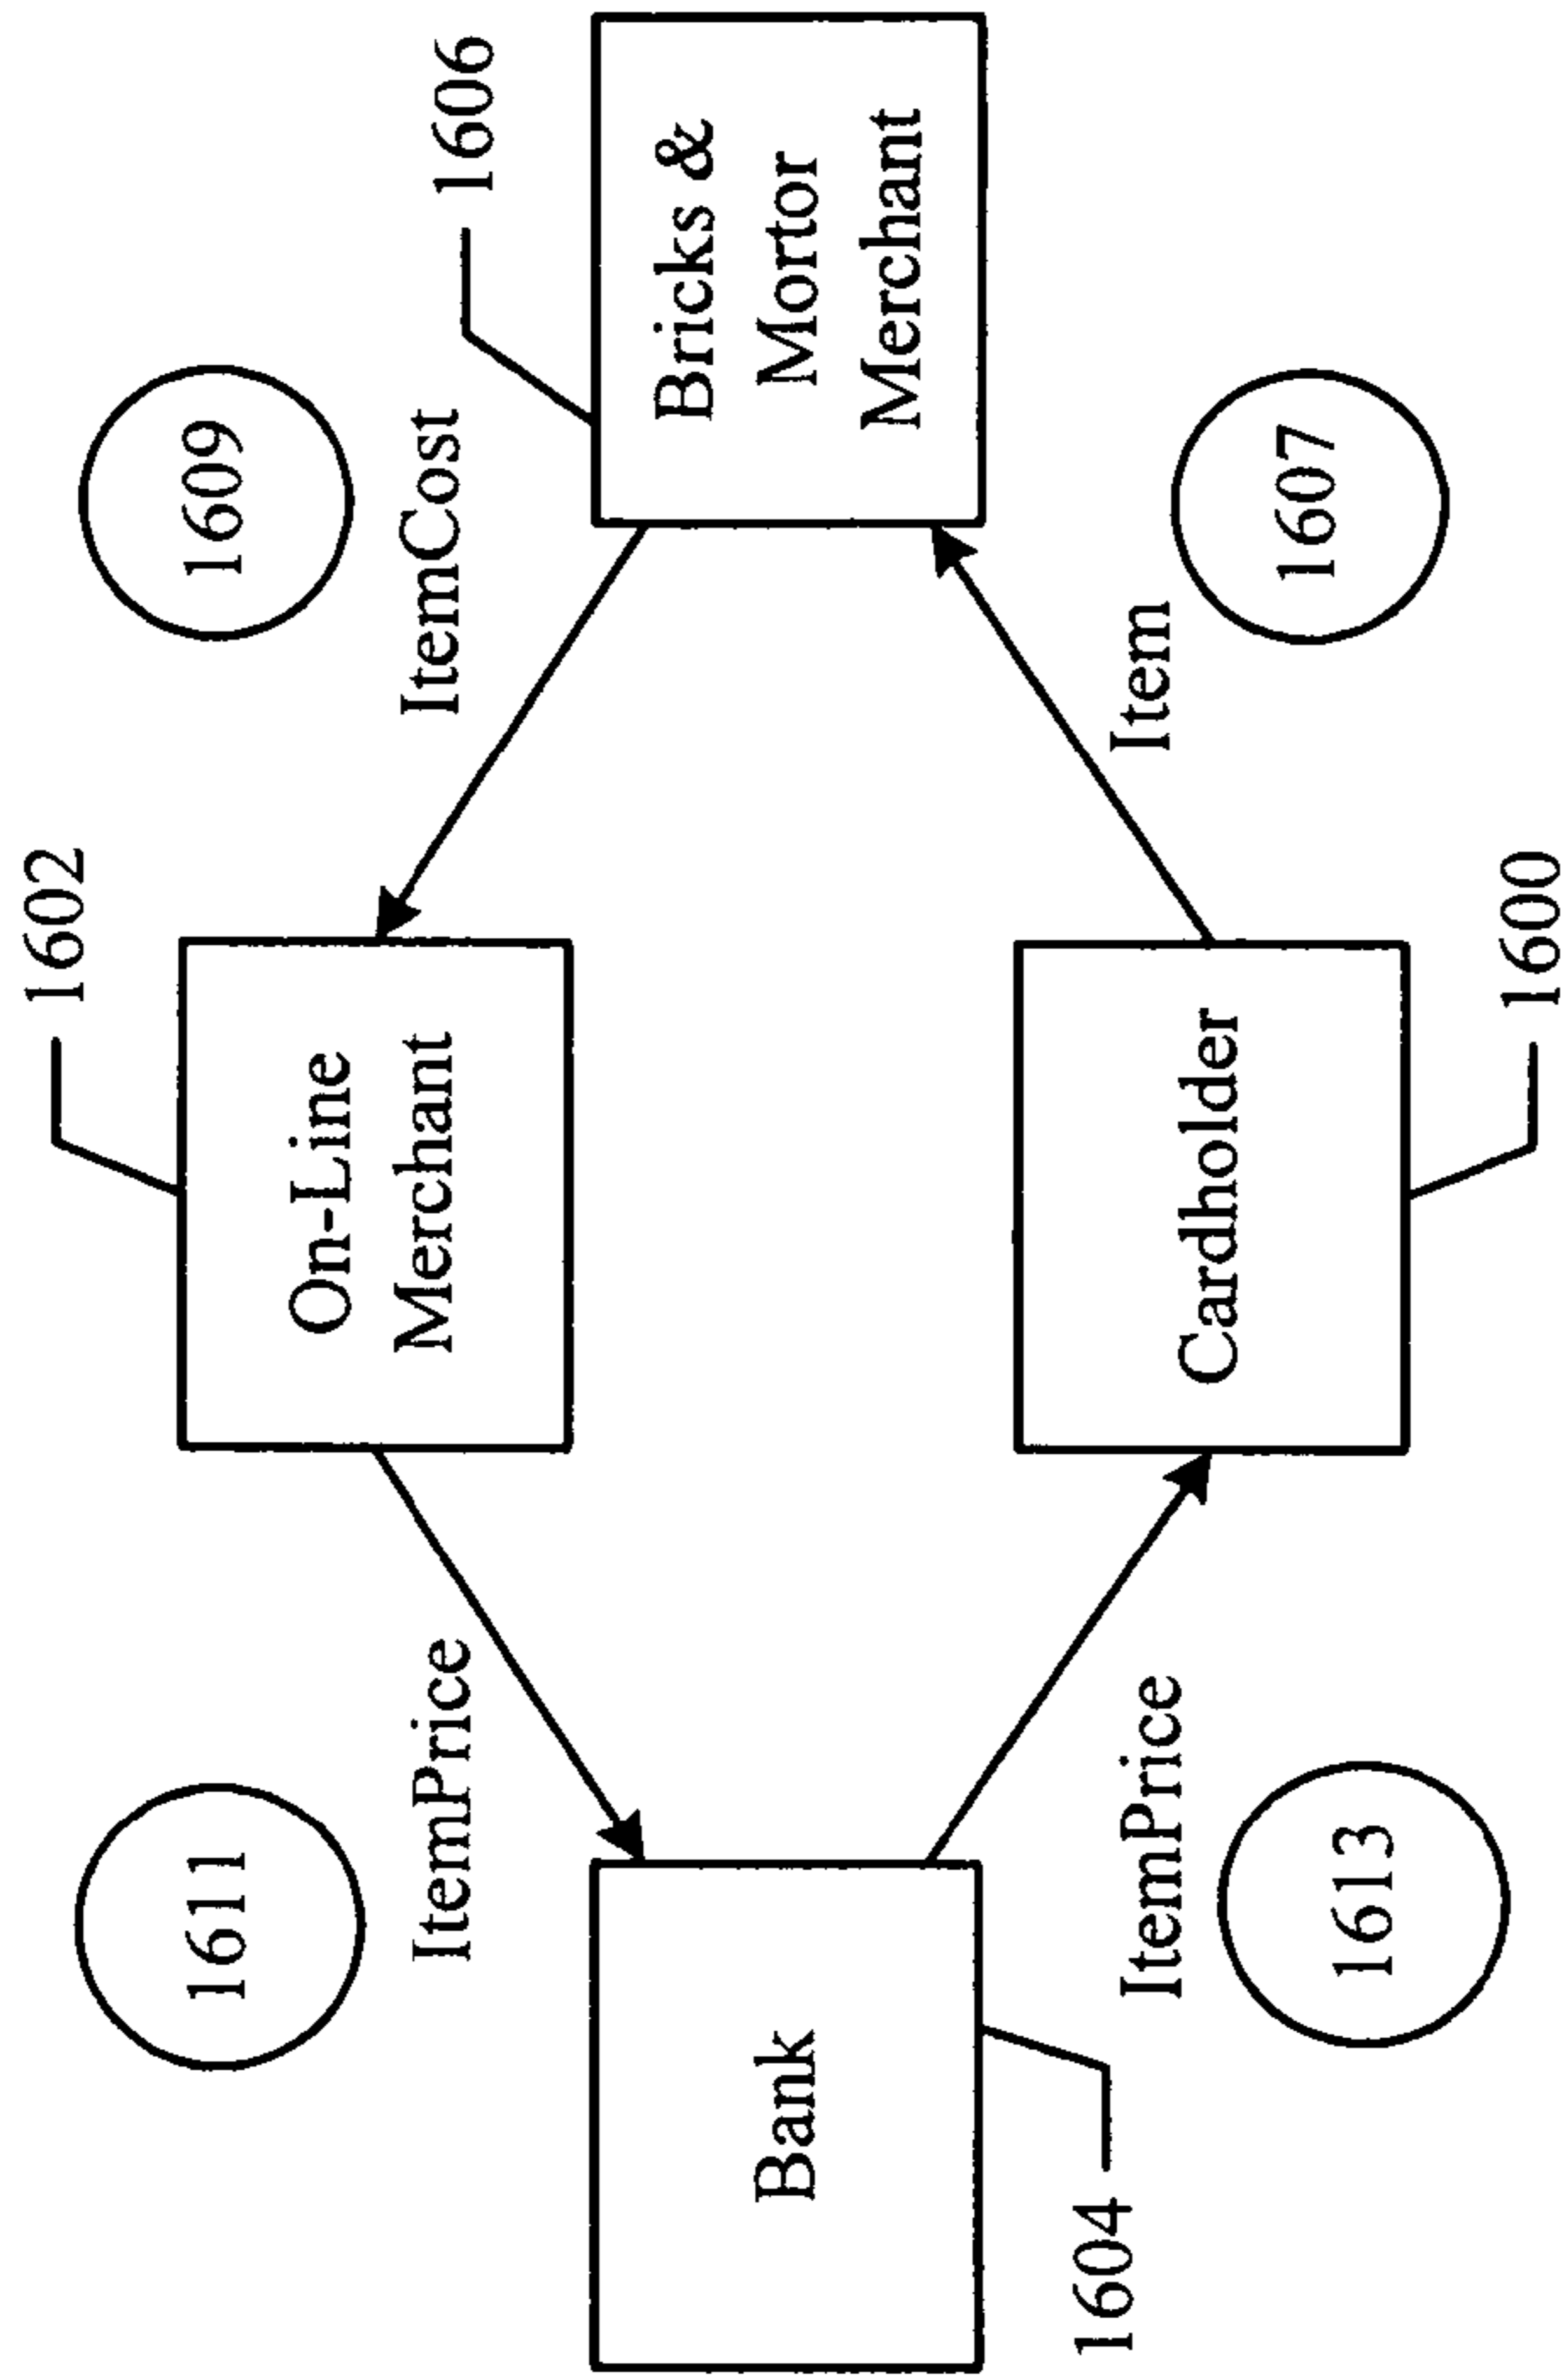 1602
1611
1609
On-Line
Merchant
ItemPrice
ItemCost
1606
Bank
Bricks &
Mortor
Merchant
1604
ItemPrice
Item
Cardholder
1613
1607
1600